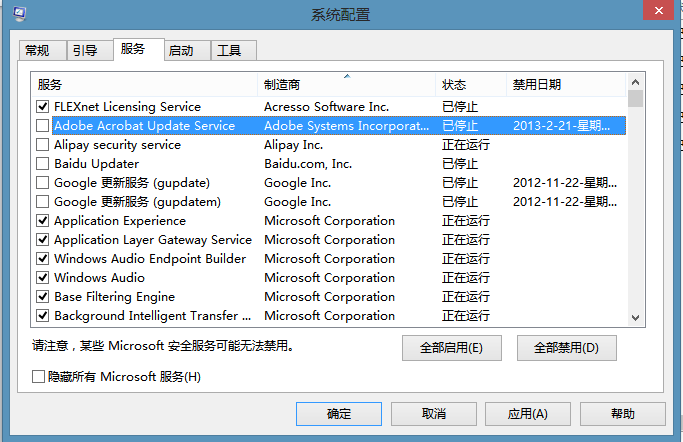 系统配置
常规 引导 服务 启动 工具
服务 制造商 状态 禁用日期
FLEXnet Licensing Service Acresso Software Inc. 已停止
Adobe Acrobat Update Service Adobe Systems Incorporat... 已停止 2013-2-21-星期...
Alipay security service Alipay Inc. 正在运行
Baidu Updater Baidu.com, Inc. 已停止
Google 更新服务 (gupdate) Google Inc. 已停止 2012-11-22-星期...
Google 更新服务 (gupdatem) Google Inc. 已停止 2012-11-22-星期...
Application Experience Microsoft Corporation 正在运行
Application Layer Gateway Service Microsoft Corporation 正在运行
Windows Audio Endpoint Builder Microsoft Corporation 正在运行
Windows Audio Microsoft Corporation 正在运行
Base Filtering Engine Microsoft Corporation 正在运行
Background Intelligent Transfer ... Microsoft Corporation 正在运行
请注意，某些 Microsoft 安全服务可能无法禁用。
全部启用(E) 全部禁用(D)
隐藏所有 Microsoft 服务(H)
确定 取消 应用(A) 帮助